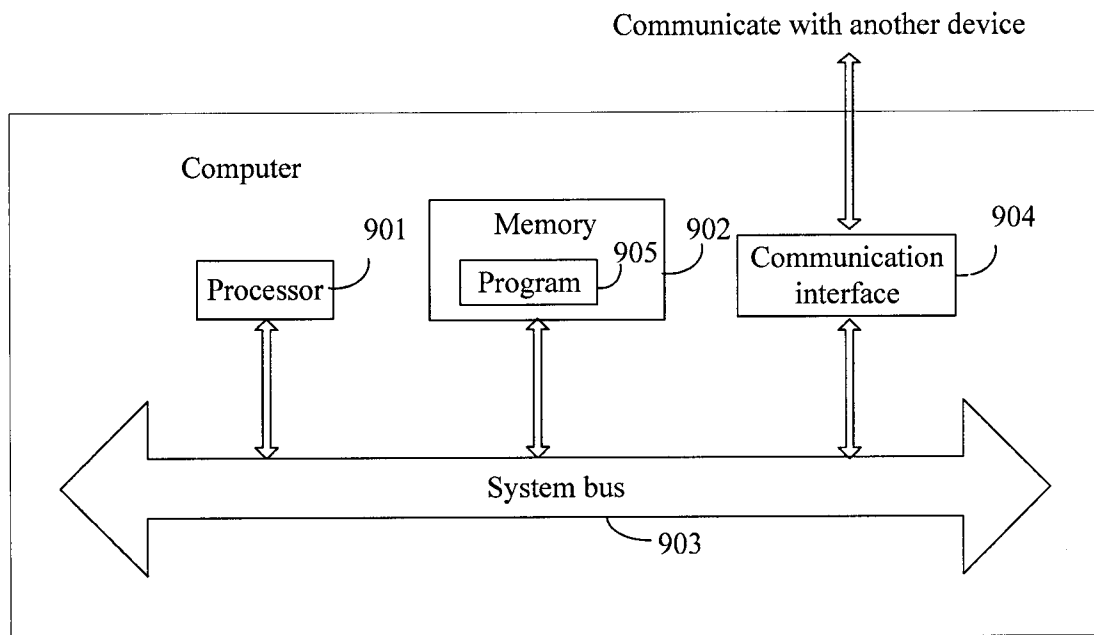 Communicate with another device
Computer
901
Processor
Memory
905
Program
902
904
Communication
interface
System bus
903